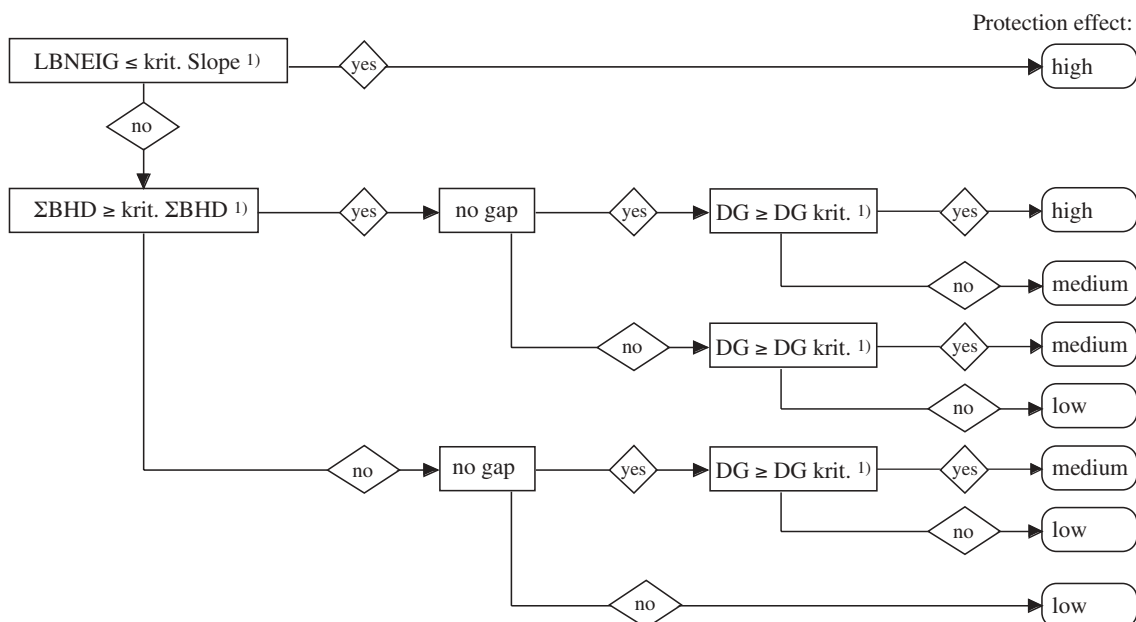 Protection effect:
LBNEIG ≤ krit. Slope 1)
yes
high
no
ΣBHD ≥ krit. ΣBHD 1)
yes
no gap
yes
DG ≥ DG krit. 1)
yes
high
no
medium
no
DG ≥ DG krit. 1)
yes
medium
no
low
no
no gap
yes
DG ≥ DG krit. 1)
yes
medium
no
low
no
low